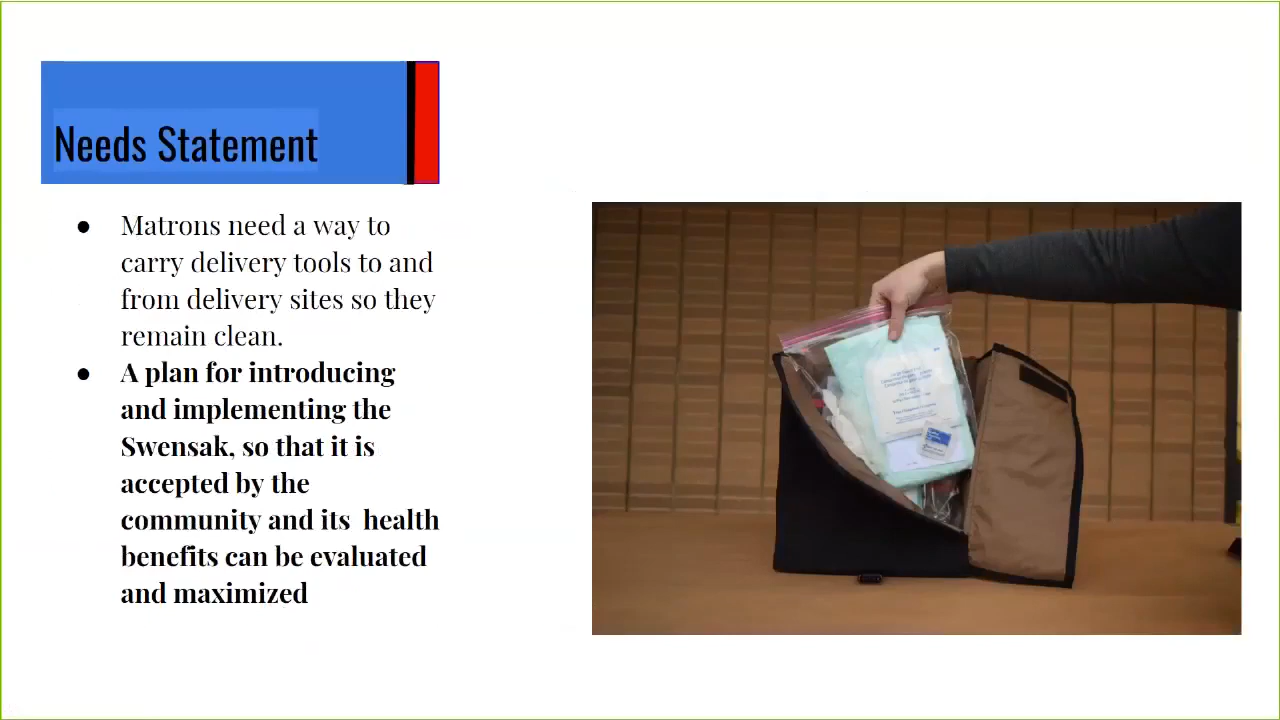 Needs Statement
● Matrons need a way to
carry delivery tools to and
from delivery sites so they
remain clean.
● A plan for introducing
and implementing the
Swensak, so that it is
accepted by the
community and its  health
benefits can be evaluated
and maximized